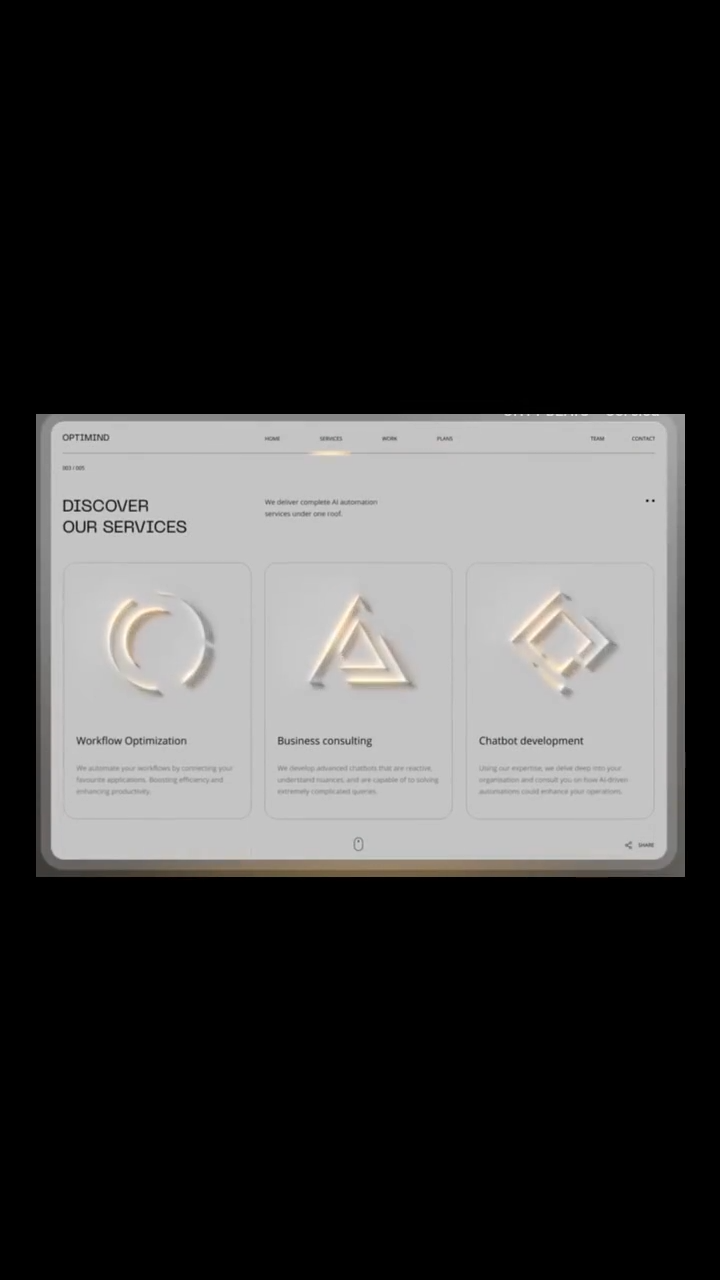 OPTIMIND
HOME SERVICES WORK PLANS TEAM CONTACT
003 / 005
DISCOVER
OUR SERVICES
We deliver complete AI automation
services under one roof.
Workflow Optimization
We automate your workflows by connecting your
favourite applications. Boosting efficiency and
enhancing productivity.
Business consulting
We develop advanced chatbots that are reactive,
understand nuances, and are capable of to solving
extremely complicated queries.
Chatbot development
Using our expertise, we delve deep into your
organization and consult you on how AI-driven
automations could enhance your operations.
SHARE